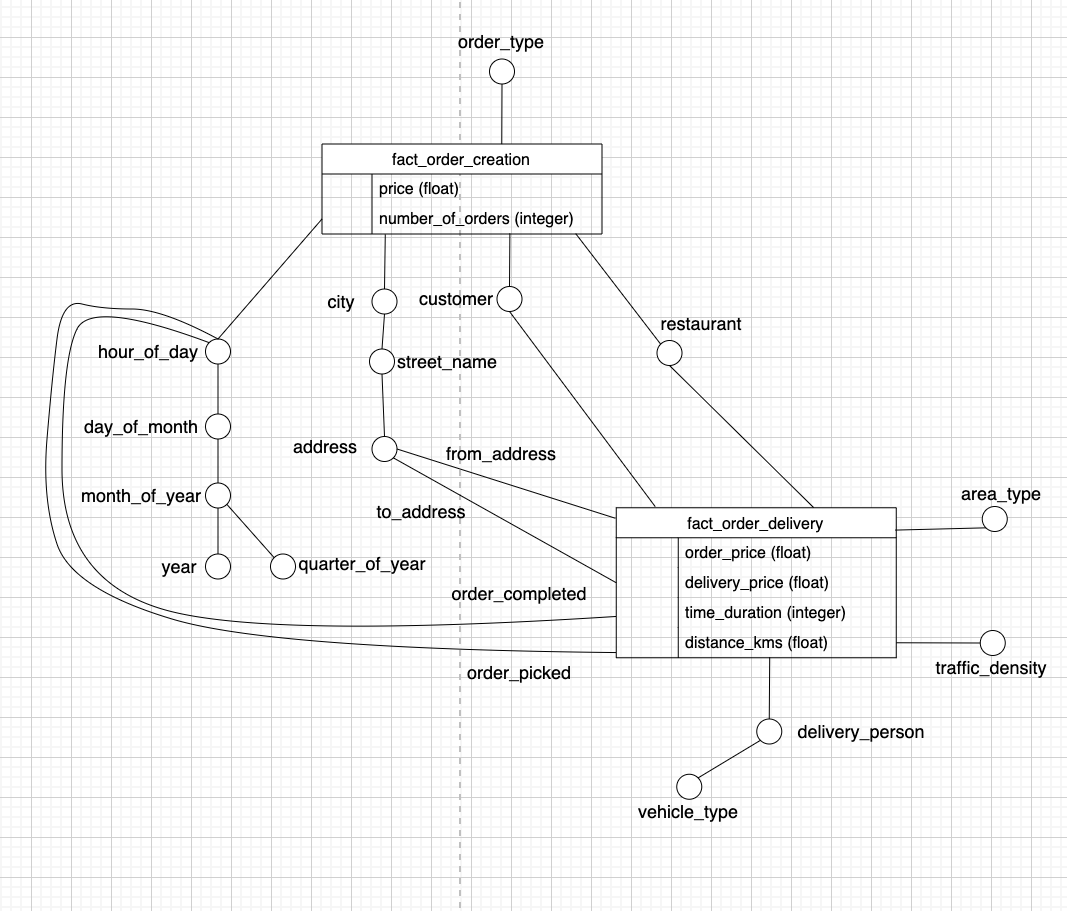 order_type
fact_order_creation
price (float)
number_of_orders (integer)
city
customer
restaurant
hour_of_day
street_name
day_of_month
address
from_address
month_of_year
area_type
to_address
fact_order_delivery
order_price (float)
year
quarter_of_year
delivery_price (float)
order_completed
time_duration (integer)
distance_kms (float)
order_picked
traffic_density
delivery_person
vehicle_type